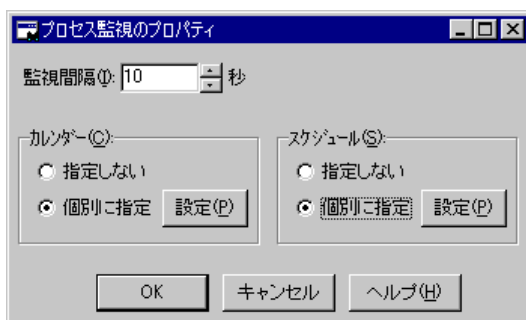 プロセス監視のプロパティ
監視間隔(I): 10 秒
カレンダー(C):
指定しない
個別に指定 設定(P)
スケジュール(S):
指定しない
個別に指定 設定(P)
OK キャンセル ヘルプ(H)